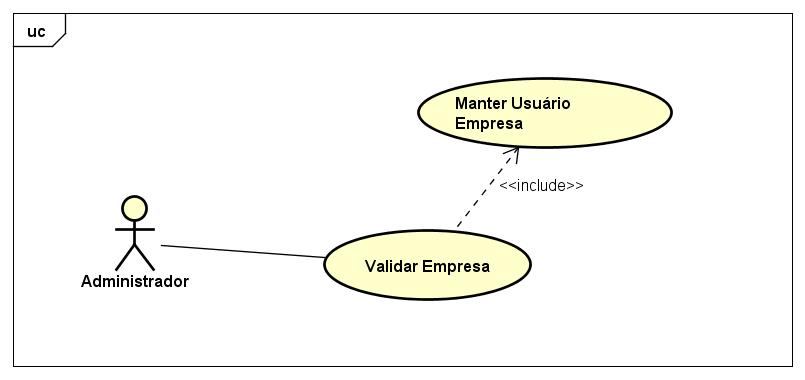 uc
Manter Usuário
Empresa
<<include>>
Validar Empresa
Administrador